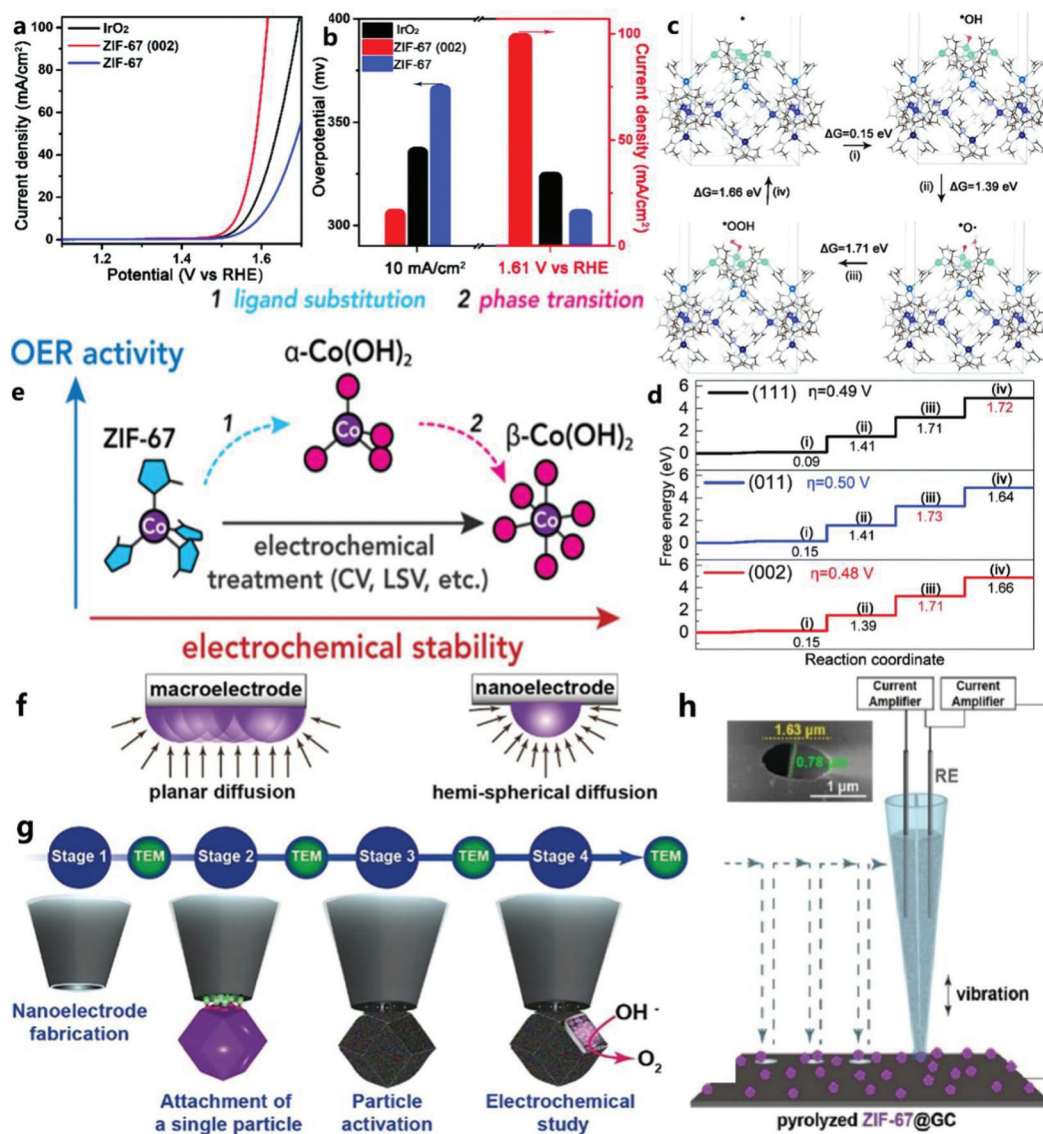 a
IrO₂
ZIF-67 (002)
ZIF-67
Current density (mA/cm²)
100
80
60
40
20
0
1.2
1.4
1.6
Potential (V vs RHE)
b
IrO₂
ZIF-67 (002)
ZIF-67
Overpotential (mv)
400
350
300
Current density (mA/cm²)
100
50
0
10 mA/cm²
1.61 V vs RHE
c
*
*OH
ΔG=0.15 eV
(i)
ΔG=1.66 eV
(iv)
(ii)
ΔG=1.39 eV
*OOH
ΔG=1.71 eV
(iii)
*O•
1 ligand substitution
2 phase transition
OER activity
e
ZIF-67
1
α-Co(OH)₂
2
β-Co(OH)₂
Co
Co
Co
electrochemical
treatment (CV, LSV, etc.)
electrochemical stability
d
Free energy (eV)
6
4
2
0
(111)
η=0.49 V
(i)
0.09
(ii)
1.41
(iii)
1.71
(iv)
1.72
6
4
2
0
(011)
η=0.50 V
(i)
0.15
(ii)
1.41
(iii)
1.73
(iv)
1.64
6
4
2
0
(002)
η=0.48 V
(i)
0.15
(ii)
1.39
(iii)
1.71
(iv)
1.66
Reaction coordinate
f
macroelectrode
planar diffusion
nanoelectrode
hemi-spherical diffusion
g
Stage 1
TEM
Stage 2
TEM
Stage 3
TEM
Stage 4
TEM
Nanoelectrode
fabrication
Attachment of
a single particle
Particle
activation
Electrochemical
study
OH -
O₂
h
Current
Amplifier
Current
Amplifier
1.63 µm
0.78 µm
1 µm
RE
vibration
pyrolyzed ZIF-67@GC